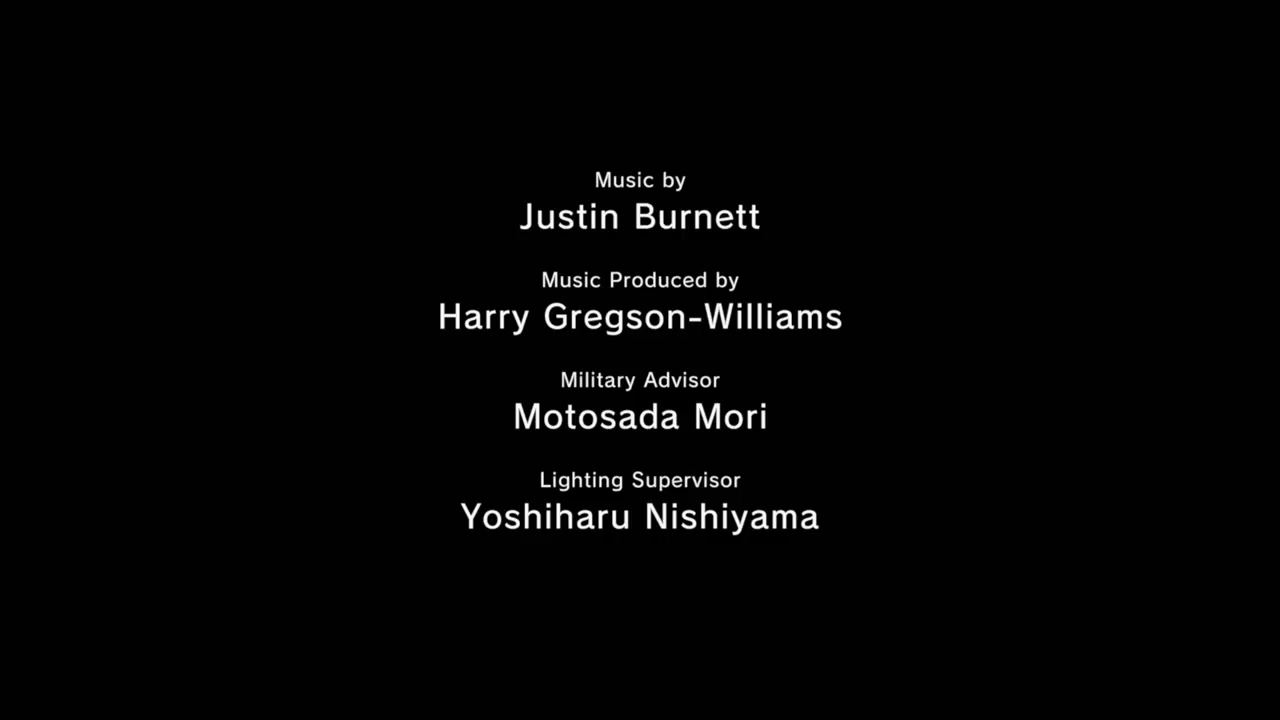 Music by
Justin Burnett
Music Produced by
Harry Gregson-Williams
Military Advisor
Motosada Mori
Lighting Supervisor
Yoshiharu Nishiyama